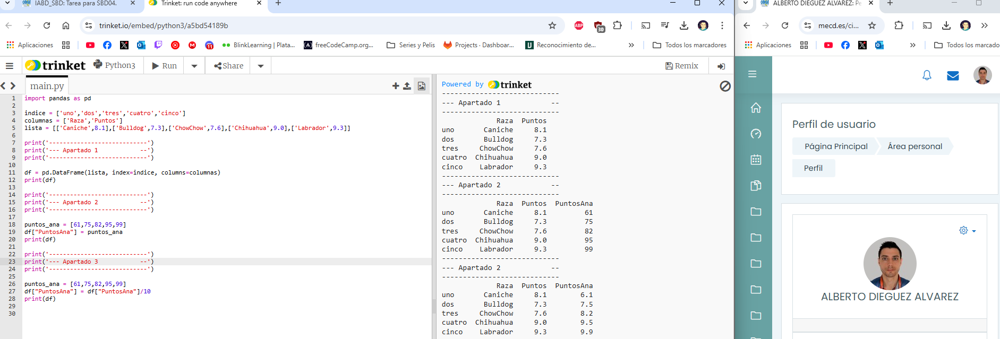 IABD_SBD: Tarea para SBD04.
Trinket: run code anywhere
trinket.io/embed/python3/a5bd54189b
ABP
30
Aplicaciones
11
BlinkLearning | Plata...
freeCodeCamp.org...
Series y Pelis
Projects · Dashboar...
Reconocimiento de...
Todos los marcadores
trinket
Python3
Run
Share
Remix
main.py
1 import pandas as pd
2
3 indice = ['uno','dos','tres','cuatro','cinco']
4 columnas = ['Raza','Puntos']
5 lista = [['Caniche',8.1],['Bulldog',7.3],['ChowChow',7.6],['Chihuahua',9.0],['Labrador',9.3]]
6
7 print('----------------------------')
8 print('--- Apartado 1            --')
9 print('----------------------------')
10
11 df = pd.DataFrame(lista, index=indice, columns=columnas)
12 print(df)
13
14 print('----------------------------')
15 print('--- Apartado 2            --')
16 print('----------------------------')
17
18 puntos_ana = [61,75,82,95,99]
19 df["PuntosAna"] = puntos_ana
20 print(df)
21
22 print('----------------------------')
23 print('--- Apartado 3            --')
24 print('----------------------------')
25
26 puntos_ana = [61,75,82,95,99]
27 df["PuntosAna"] = df["PuntosAna"]/10
28 print(df)
29
30
Powered by trinket
----------------------------
--- Apartado 1            --
----------------------------
Raza Puntos
uno Caniche 8.1
dos Bulldog 7.3
tres ChowChow 7.6
cuatro Chihuahua 9.0
cinco Labrador 9.3
----------------------------
--- Apartado 2            --
----------------------------
Raza Puntos PuntosAna
uno Caniche 8.1 61
dos Bulldog 7.3 75
tres ChowChow 7.6 82
cuatro Chihuahua 9.0 95
cinco Labrador 9.3 99
----------------------------
--- Apartado 2            --
----------------------------
Raza Puntos PuntosAna
uno Caniche 8.1 6.1
dos Bulldog 7.3 7.5
tres ChowChow 7.6 8.2
cuatro Chihuahua 9.0 9.5
cinco Labrador 9.3 9.9
ALBERTO DIEGUEZ ALVAREZ: Pe
mecd.es/ci...
Aplicaciones
Todos los marcado
Perfil de usuario
Página Principal
Área personal
Perfil
ALBERTO DIEGUEZ ALVAREZ